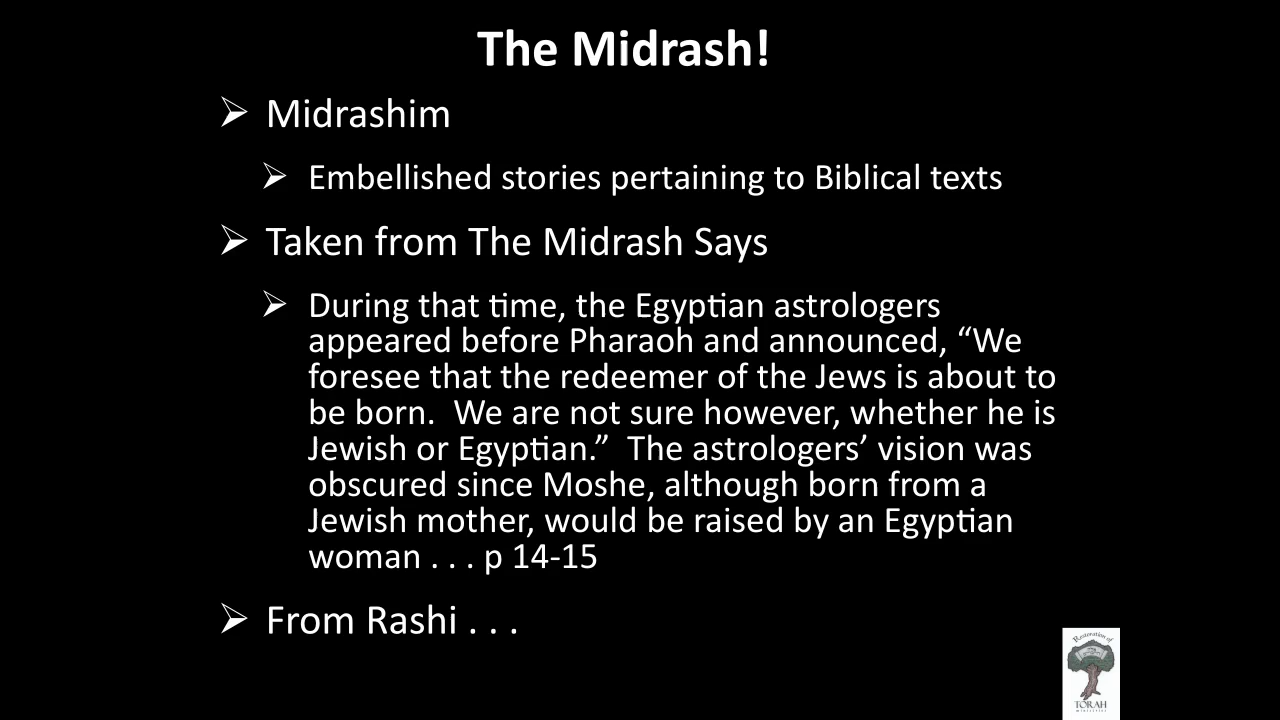 The Midrash!
Midrashim
Embellished stories pertaining to Biblical texts
Taken from The Midrash Says
During that time, the Egyptian astrologers
appeared before Pharaoh and announced, “We
foresee that the redeemer of the Jews is about to
be born.  We are not sure however, whether he is
Jewish or Egyptian.”  The astrologers’ vision was
obscured since Moshe, although born from a
Jewish mother, would be raised by an Egyptian
woman . . . p 14-15
From Rashi . . .
Restoration of
TORAH
MINISTRIES